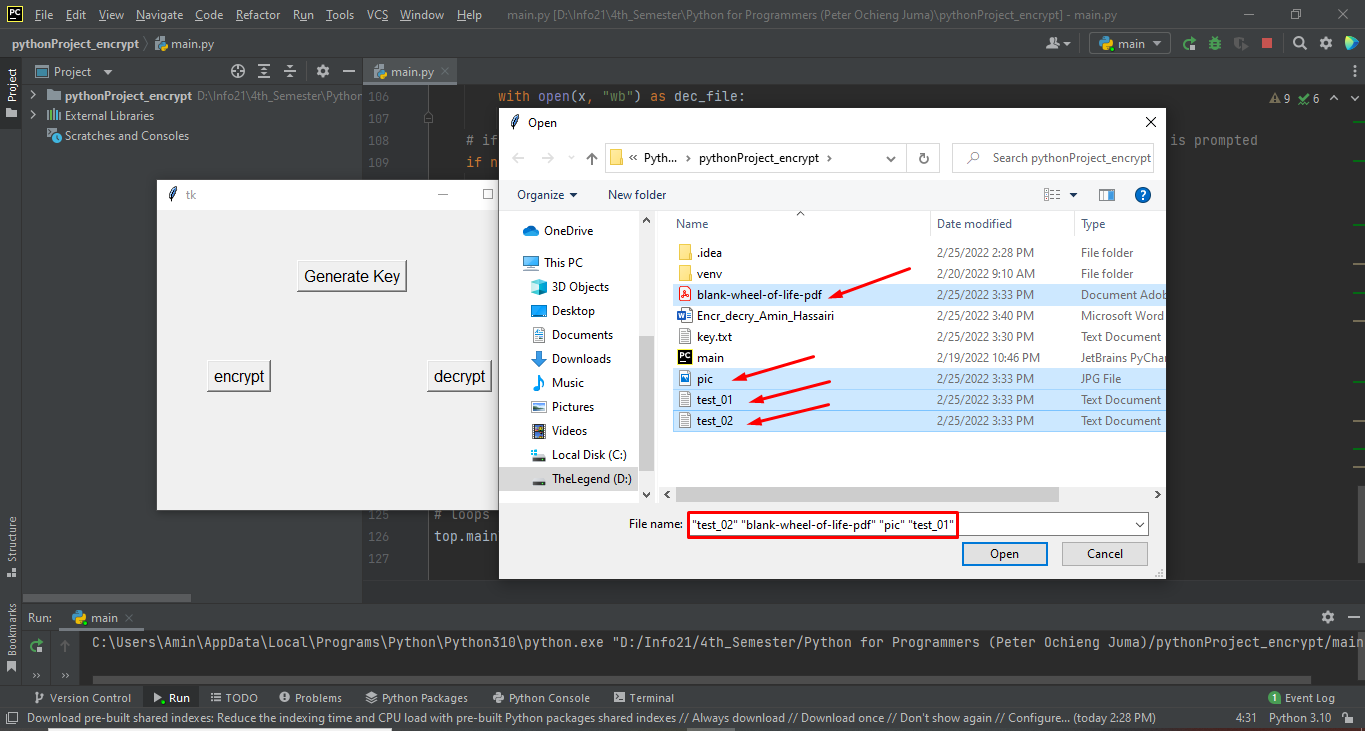 PC File Edit View Navigate Code Refactor Run Tools VCS Window Help main.py [D:\Info21\4th_Semester\Python for Programmers (Peter Ochieng Juma)\pythonProject_encrypt] - main.py
pythonProject_encrypt main.py main
Project Project main.py
pythonProject_encrypt D:\Info21\4th_Semester\Python
External Libraries
Scratches and Consoles
106 with open(x, "wb") as dec_file:
9 6
107
108 # if is prompted
109 if n
tk
Generate Key
encrypt decrypt
Open
Pyth... pythonProject_encrypt Search pythonProject_encrypt
Organize New folder
OneDrive
This PC
3D Objects
Desktop
Documents
Downloads
Music
Pictures
Videos
Local Disk (C:)
TheLegend (D:)
Name Date modified Type
.idea 2/25/2022 2:28 PM File folder
venv 2/20/2022 9:10 AM File folder
blank-wheel-of-life-pdf 2/25/2022 3:33 PM Document Adob
Encr_decry_Amin_Hassairi 2/25/2022 3:40 PM Microsoft Word
key.txt 2/25/2022 3:30 PM Text Document
main 2/19/2022 10:46 PM JetBrains PyChar
pic 2/25/2022 3:33 PM JPG File
test_01 2/25/2022 3:33 PM Text Document
test_02 2/25/2022 3:33 PM Text Document
File name: "test_02" "blank-wheel-of-life-pdf" "pic" "test_01"
Open Cancel
125 # loops
126 top.main
127
Structure
Bookmarks
Run: main
C:\Users\Amin\AppData\Local\Programs\Python\Python310\python.exe "D:/Info21/4th_Semester/Python for Programmers (Peter Ochieng Juma)/pythonProject_encrypt/main
Version Control Run TODO Problems Python Packages Python Console Terminal 1 Event Log
Download pre-built shared indexes: Reduce the indexing time and CPU load with pre-built Python packages shared indexes // Always download // Download once // Don't show again // Configure... (today 2:28 PM) 4:31 Python 3.10